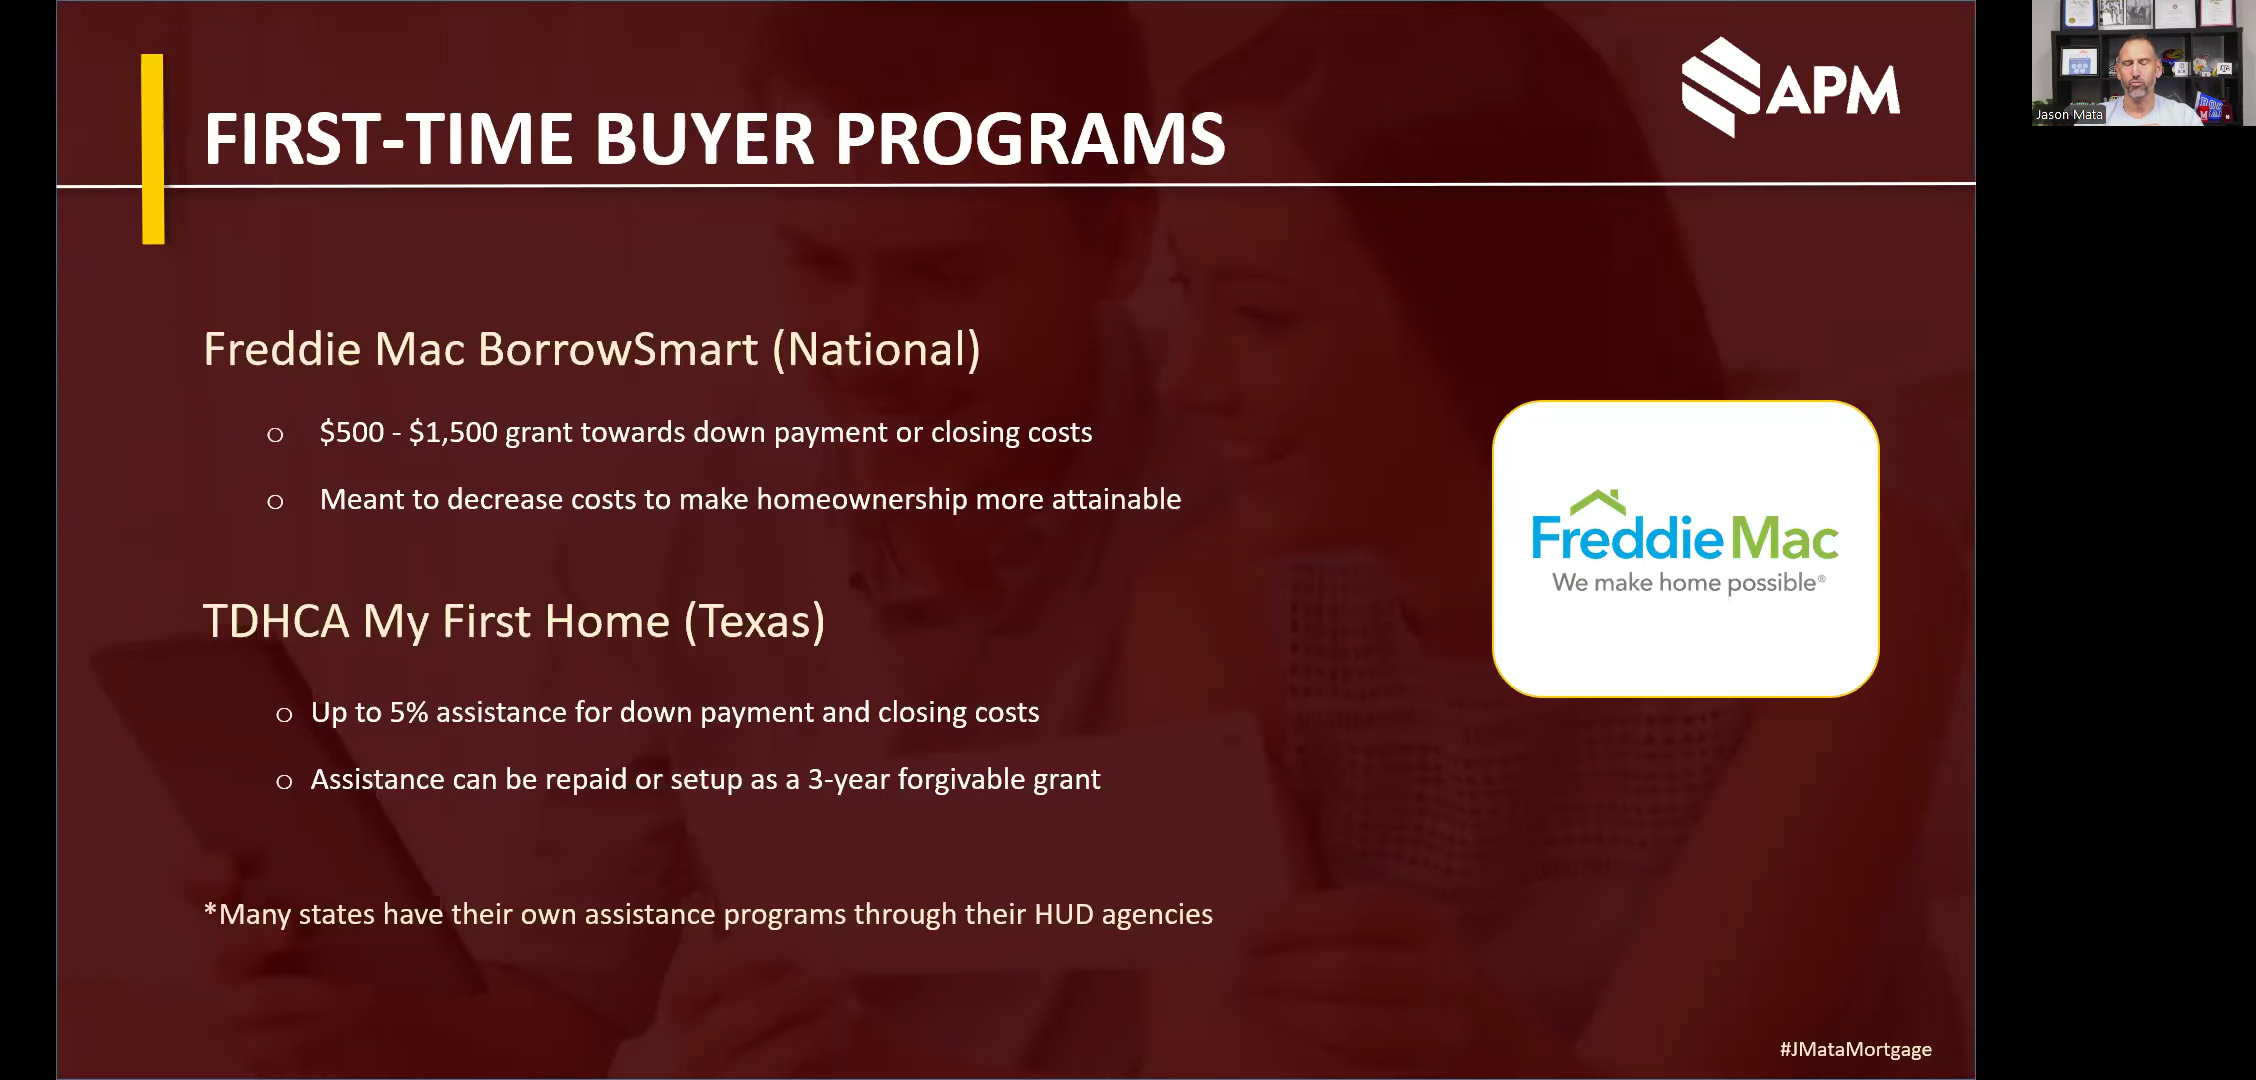 APM
FIRST-TIME BUYER PROGRAMS
Jason Mata
Freddie Mac BorrowSmart (National)
$500 - $1,500 grant towards down payment or closing costs
Meant to decrease costs to make homeownership more attainable
Freddie Mac
We make home possible®
TDHCA My First Home (Texas)
Up to 5% assistance for down payment and closing costs
Assistance can be repaid or setup as a 3-year forgivable grant
*Many states have their own assistance programs through their HUD agencies
#JMataMortgage